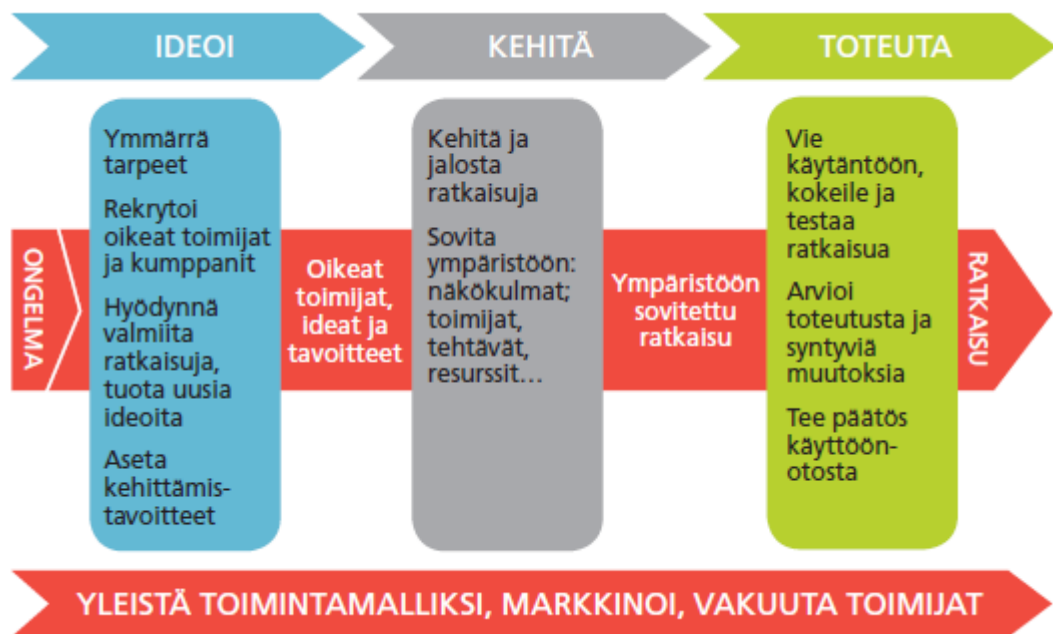 IDEOI
KEHITÄ
TOTEUTA
ONGELMA
Ymmärrä
tarpeet
Rekrytoi
oikeat toimijat
ja kumppanit
Hyödynnä
valmiita
ratkaisuja,
tuota uusia
ideoita
Aseta
kehittämis-
tavoitteet
Oikeat
toimijat,
ideat ja
tavoitteet
Kehitä ja
jalosta
ratkaisuja
Sovita
ympäristöön:
näkökulmat;
toimijat,
tehtävät,
resurssit...
Ympäristöön
sovitettu
ratkaisu
Vie
käytäntöön,
kokeile ja
testaa
ratkaisua
Arvioi
toteutusta ja
syntyviä
muutoksia
Tee päätös
käyttöön-
otosta
RATKAISU
YLEISTÄ TOIMINTAMALLIKSI, MARKKINOI, VAKUUTA TOIMIJAT